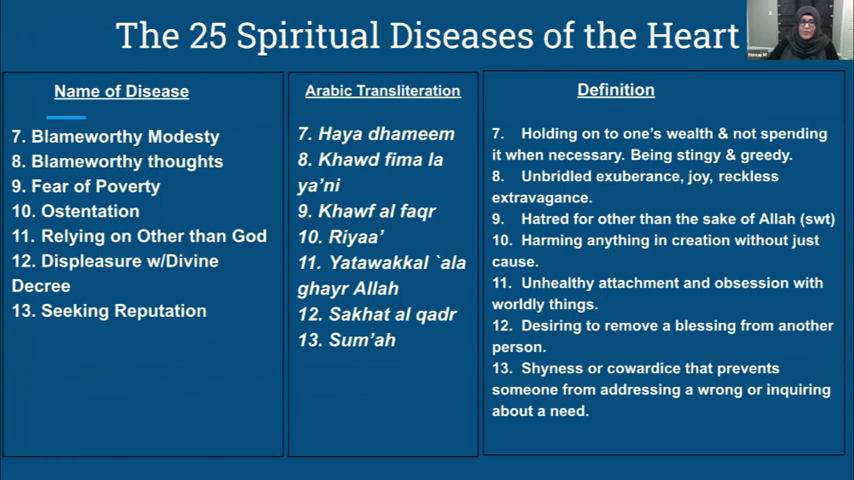 The 25 Spiritual Diseases of the Heart
Name of Disease
7. Blameworthy Modesty
8. Blameworthy thoughts
9. Fear of Poverty
10. Ostentation
11. Relying on Other than God
12. Displeasure w/Divine
Decree
13. Seeking Reputation
Arabic Transliteration
7. Haya dhameem
8. Khawd fima la
ya'ni
9. Khawf al faqr
10. Riyaa'
11. Yatawakkal `ala
ghayr Allah
12. Sakhat al qadr
13. Sum'ah
Definition
7. Holding on to one's wealth & not spending
it when necessary. Being stingy & greedy.
8. Unbridled exuberance, joy, reckless
extravagance.
9. Hatred for other than the sake of Allah (swt)
10. Harming anything in creation without just
cause.
11. Unhealthy attachment and obsession with
worldly things.
12. Desiring to remove a blessing from another
person.
13. Shyness or cowardice that prevents
someone from addressing a wrong or inquiring
about a need.